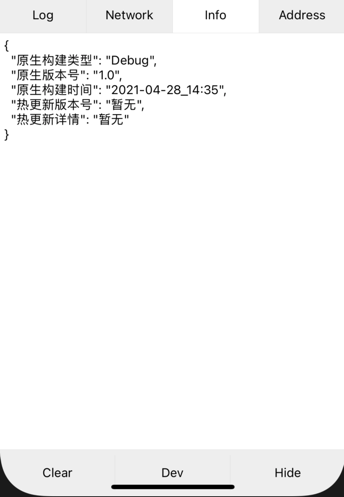 Log Network Info Address
{
"原生构建类型": "Debug",
"原生版本号": "1.0",
"原生构建时间": "2021-04-28_14:35",
"热更新版本号": "暂无",
"热更新详情": "暂无"
}
Clear Dev Hide